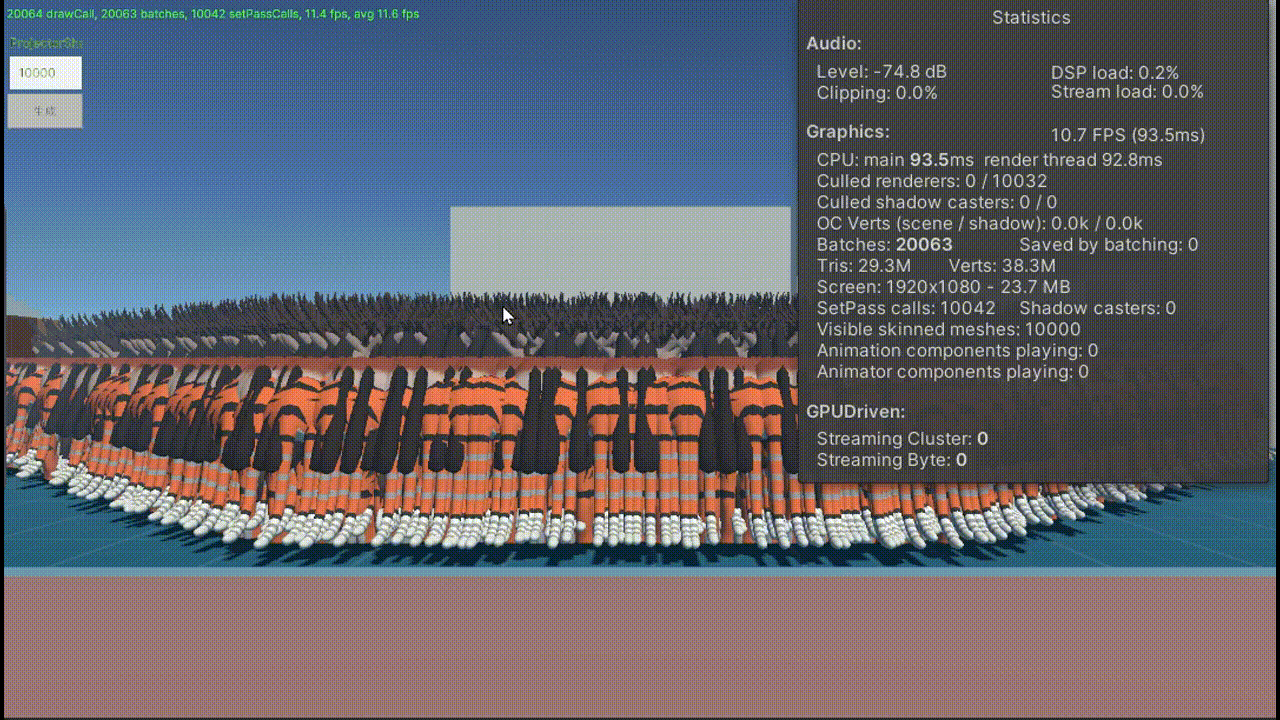 20064 drawCall, 20063 batches, 10042 setPassCalls, 11.4 fps, avg 11.6 fps
ProjectorSha
10000
生成
Statistics
Audio:
Level: -74.8 dB DSP load: 0.2%
Clipping: 0.0% Stream load: 0.0%
Graphics: 10.7 FPS (93.5ms)
CPU: main 93.5ms render thread 92.8ms
Culled renderers: 0 / 10032
Culled shadow casters: 0 / 0
OC Verts (scene / shadow): 0.0k / 0.0k
Batches: 20063 Saved by batching: 0
Tris: 29.3M Verts: 38.3M
Screen: 1920x1080 - 23.7 MB
SetPass calls: 10042 Shadow casters: 0
Visible skinned meshes: 10000
Animation components playing: 0
Animator components playing: 0
GPUDriven:
Streaming Cluster: 0
Streaming Byte: 0